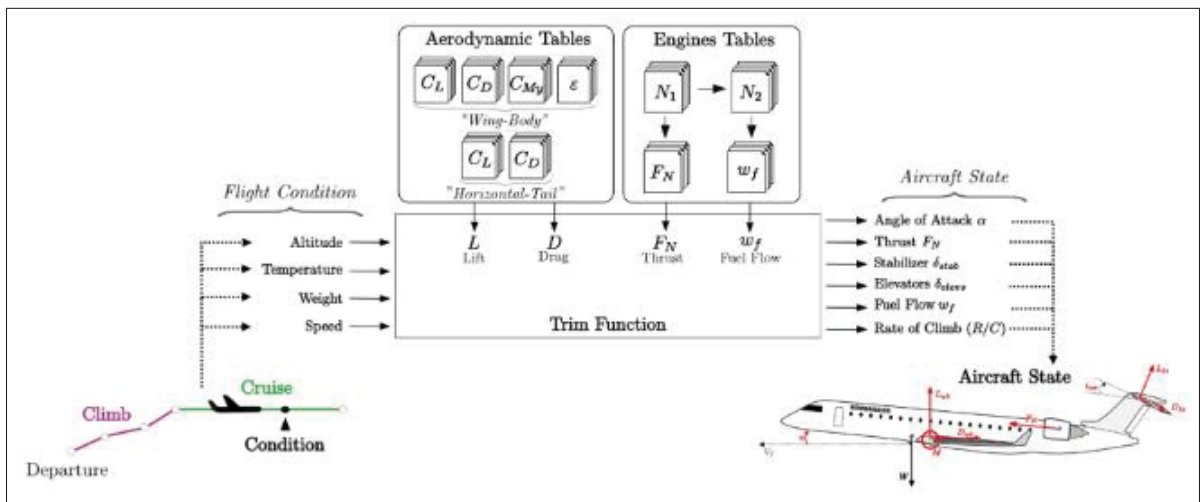 Aerodynamic Tables
C_L C_D C_My ε
"Wing-Body"
C_L C_D
"Horizontal-Tail"
Engines Tables
N_1 N_2
F_N w_f
Flight Condition
Altitude
Temperature
Weight
Speed
L D F_N w_f
Lift Drag Thrust Fuel Flow
Trim Function
Aircraft State
Angle of Attack α
Thrust F_N
Stabilizer δ_stab
Elevators δ_elevs
Fuel Flow w_f
Rate of Climb (R/C)
Aircraft State
Cruise
Climb
Condition
Departure
F_N
W